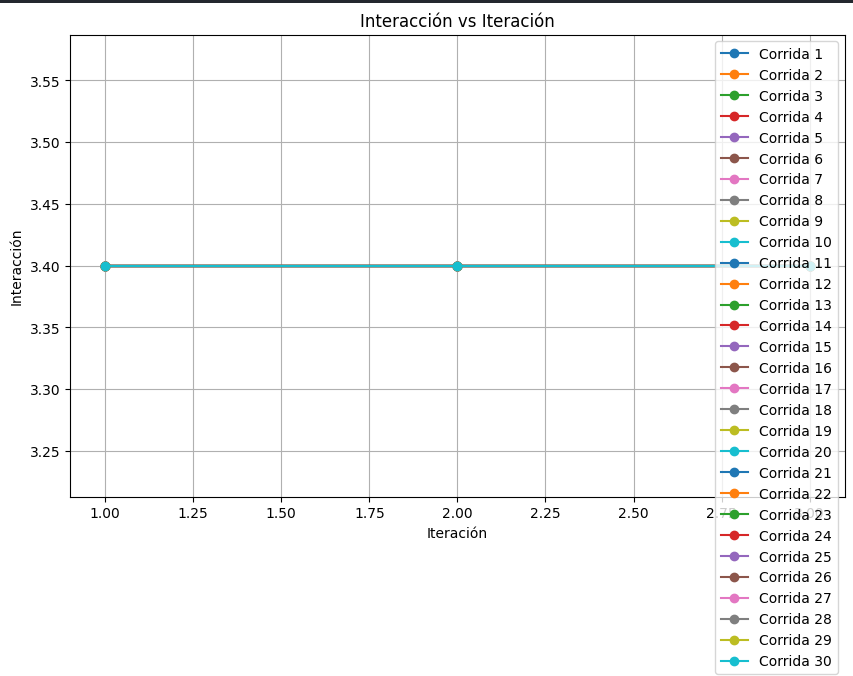 Interacción vs Iteración
Interacción
3.55
3.50
3.45
3.40
3.35
3.30
3.25
1.00
1.25
1.50
1.75
2.00
2.25
2.50
2.75
3.00
Iteración
Corrida 1
Corrida 2
Corrida 3
Corrida 4
Corrida 5
Corrida 6
Corrida 7
Corrida 8
Corrida 9
Corrida 10
Corrida 11
Corrida 12
Corrida 13
Corrida 14
Corrida 15
Corrida 16
Corrida 17
Corrida 18
Corrida 19
Corrida 20
Corrida 21
Corrida 22
Corrida 23
Corrida 24
Corrida 25
Corrida 26
Corrida 27
Corrida 28
Corrida 29
Corrida 30